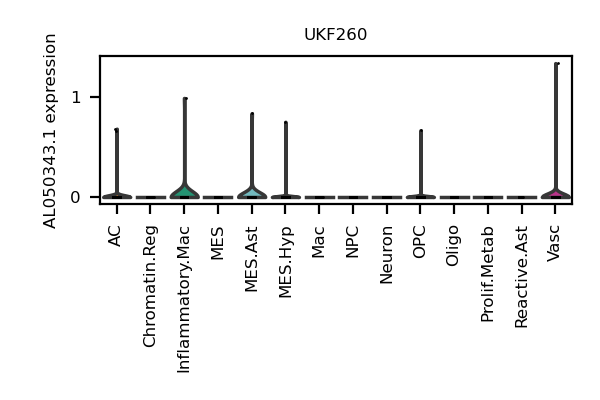 UKF260
AL050343.1 expression
1
0
AC
Chromatin.Reg
Inflammatory.Mac
MES
MES.Ast
MES.Hyp
Mac
NPC
Neuron
OPC
Oligo
Prolif.Metab
Reactive.Ast
Vasc